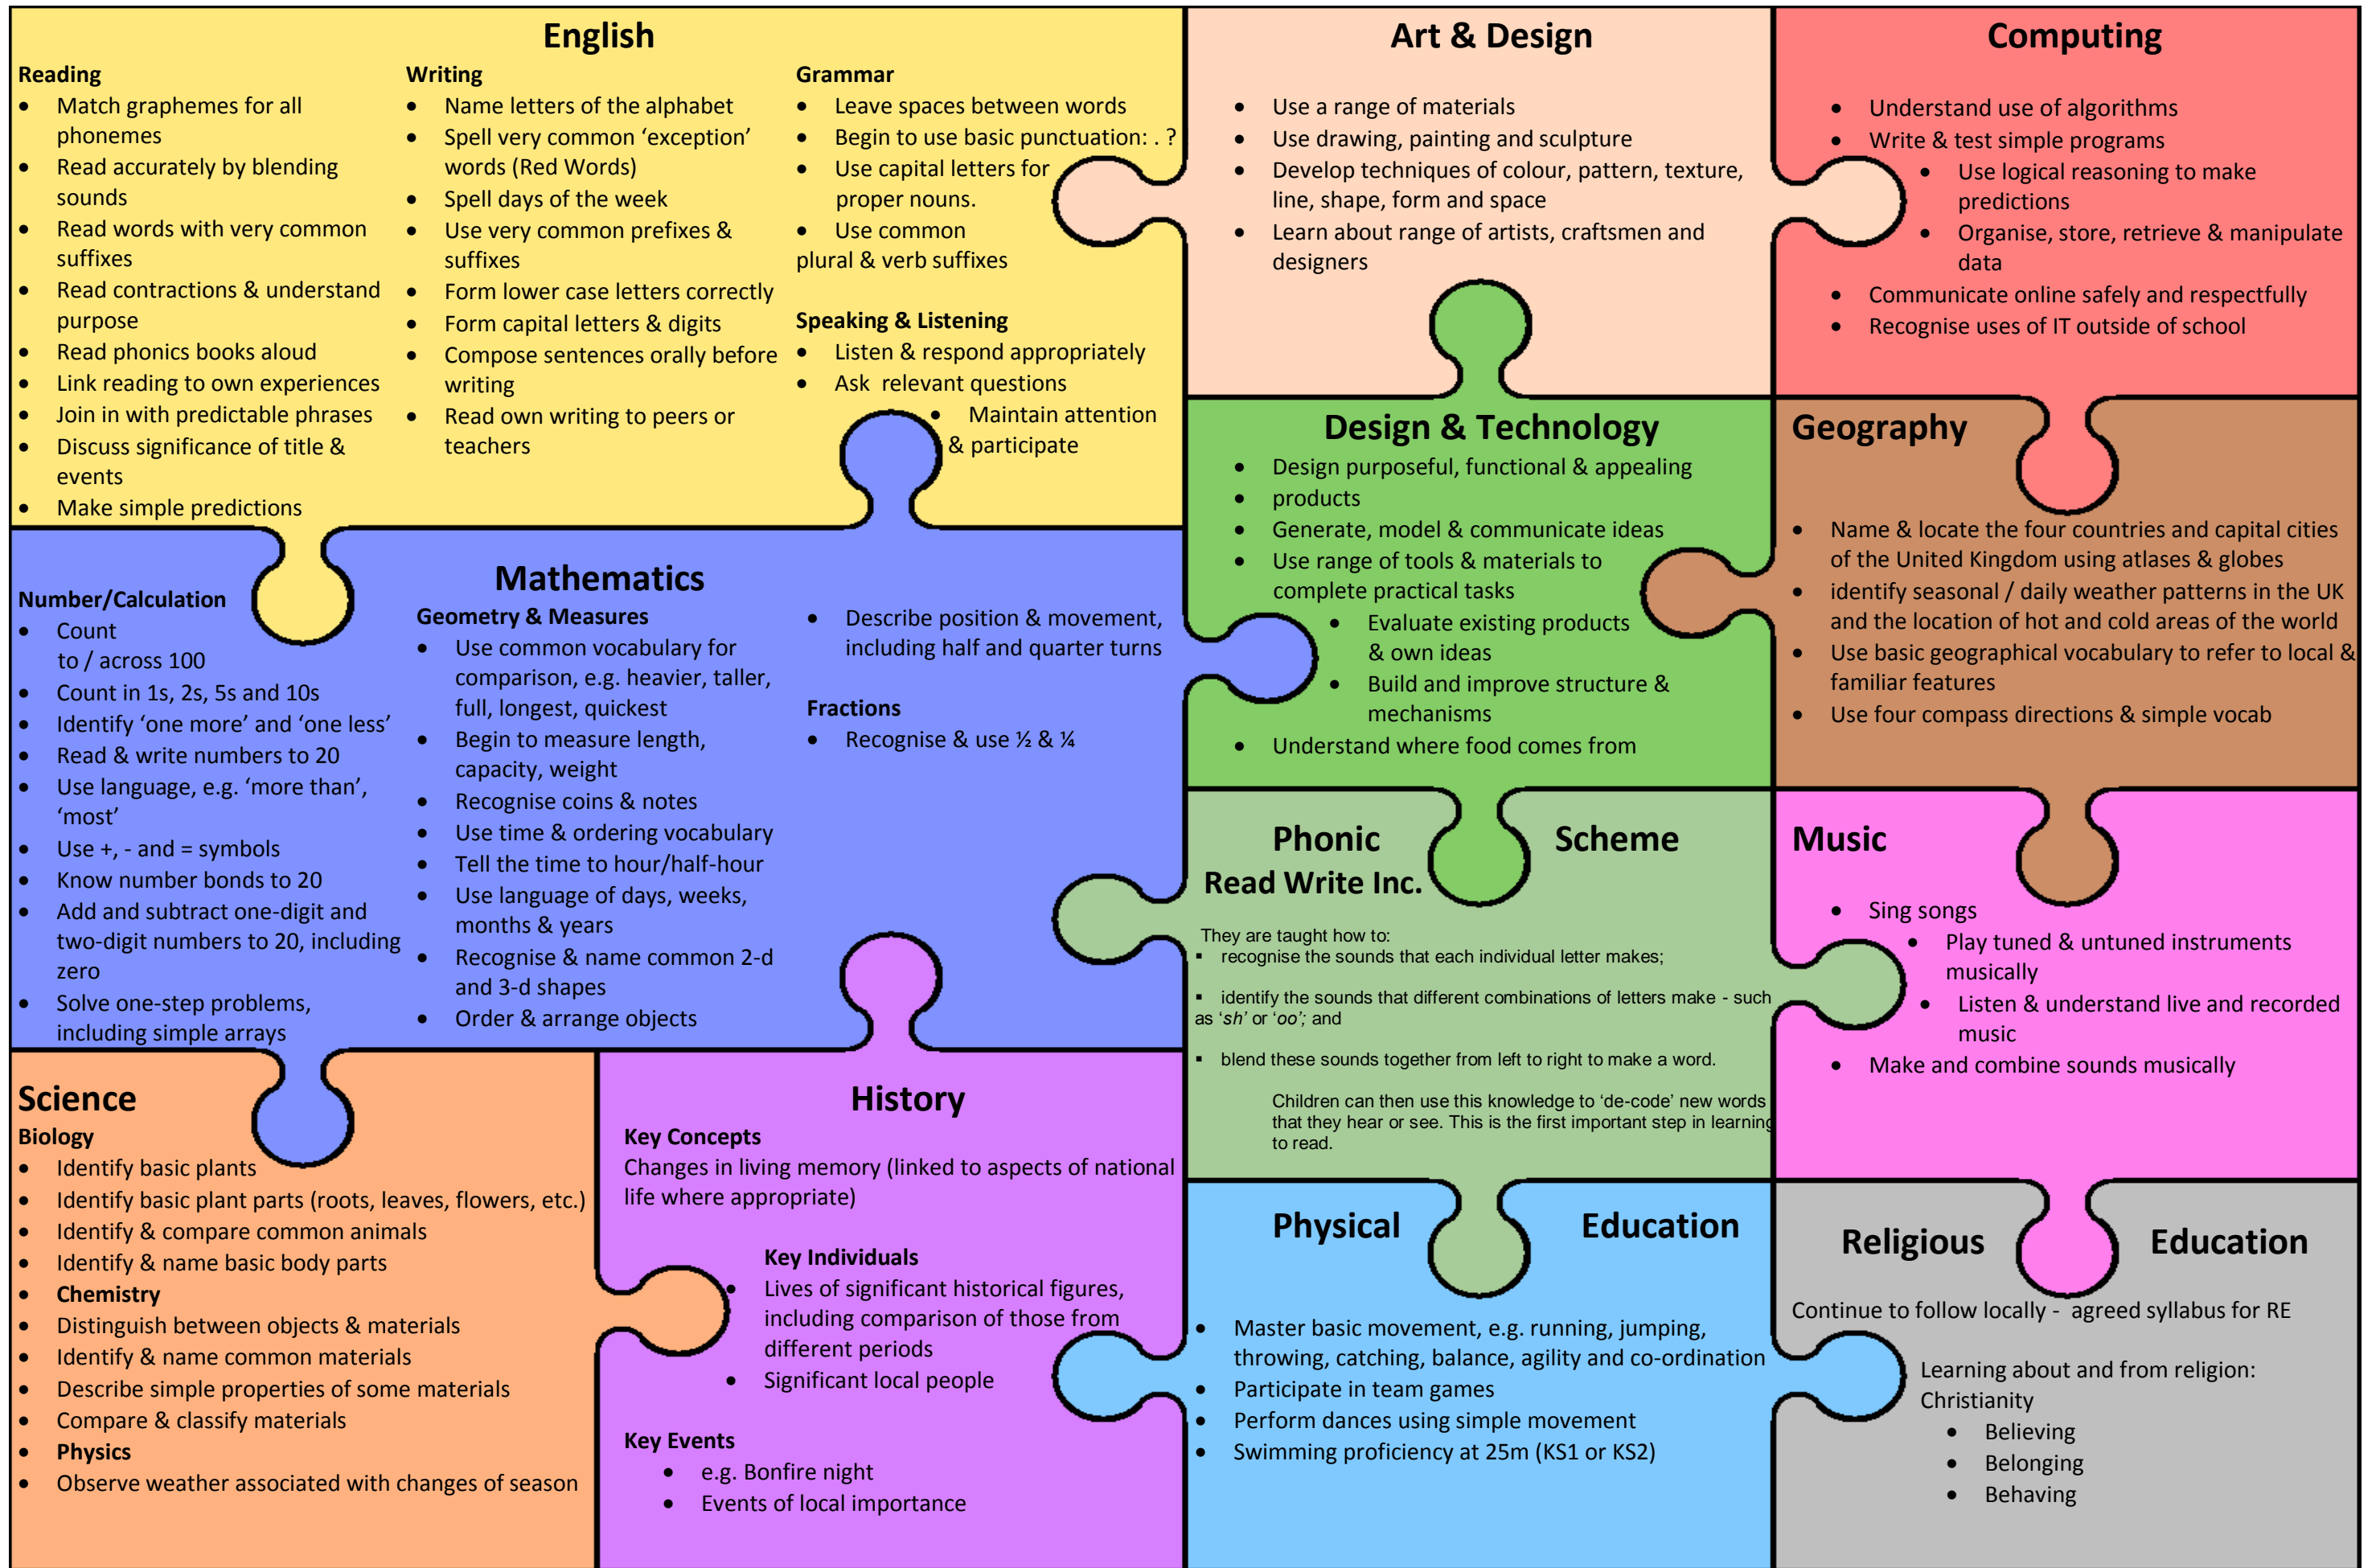 English
Reading
• Match graphemes for all
phonemes
• Read accurately by blending
sounds
• Read words with very common
suffixes
• Read contractions & understand
purpose
• Read phonics books aloud
• Link reading to own experiences
• Join in with predictable phrases
• Discuss significance of title &
events
• Make simple predictions
Writing
• Name letters of the alphabet
• Spell very common ‘exception’
words (Red Words)
• Spell days of the week
• Use very common prefixes &
suffixes
• Form lower case letters correctly
• Form capital letters & digits
• Compose sentences orally before
writing
• Read own writing to peers or
teachers
Grammar
• Leave spaces between words
• Begin to use basic punctuation: . ?
• Use capital letters for
proper nouns.
• Use common
plural & verb suffixes
Speaking & Listening
• Listen & respond appropriately
• Ask relevant questions
• Maintain attention
& participate
Art & Design
• Use a range of materials
• Use drawing, painting and sculpture
• Develop techniques of colour, pattern, texture,
line, shape, form and space
• Learn about range of artists, craftsmen and
designers
Computing
• Understand use of algorithms
• Write & test simple programs
• Use logical reasoning to make
predictions
• Organise, store, retrieve & manipulate
data
• Communicate online safely and respectfully
• Recognise uses of IT outside of school
Mathematics
Number/Calculation
• Count
to / across 100
• Count in 1s, 2s, 5s and 10s
• Identify ‘one more’ and ‘one less’
• Read & write numbers to 20
• Use language, e.g. ‘more than’,
‘most’
• Use +, - and = symbols
• Know number bonds to 20
• Add and subtract one-digit and
two-digit numbers to 20, including
zero
• Solve one-step problems,
including simple arrays
Geometry & Measures
• Use common vocabulary for
comparison, e.g. heavier, taller,
full, longest, quickest
• Begin to measure length,
capacity, weight
• Recognise coins & notes
• Use time & ordering vocabulary
• Tell the time to hour/half-hour
• Use language of days, weeks,
months & years
• Recognise & name common 2-d
and 3-d shapes
• Order & arrange objects
• Describe position & movement,
including half and quarter turns
Fractions
• Recognise & use ½ & ¼
Design & Technology
• Design purposeful, functional & appealing
• products
• Generate, model & communicate ideas
• Use range of tools & materials to
complete practical tasks
• Evaluate existing products
& own ideas
• Build and improve structure &
mechanisms
• Understand where food comes from
Geography
• Name & locate the four countries and capital cities
of the United Kingdom using atlases & globes
• identify seasonal / daily weather patterns in the UK
and the location of hot and cold areas of the world
• Use basic geographical vocabulary to refer to local &
familiar features
• Use four compass directions & simple vocab
Phonic Scheme
Read Write Inc.
They are taught how to:
▪ recognise the sounds that each individual letter makes;
▪ identify the sounds that different combinations of letters make - such
as ‘sh’ or ‘oo’; and
▪ blend these sounds together from left to right to make a word.
Children can then use this knowledge to ‘de-code’ new words
that they hear or see. This is the first important step in learning
to read.
Music
• Sing songs
• Play tuned & untuned instruments
musically
• Listen & understand live and recorded
music
• Make and combine sounds musically
Science
Biology
• Identify basic plants
• Identify basic plant parts (roots, leaves, flowers, etc.)
• Identify & compare common animals
• Identify & name basic body parts
• Chemistry
• Distinguish between objects & materials
• Identify & name common materials
• Describe simple properties of some materials
• Compare & classify materials
• Physics
• Observe weather associated with changes of season
History
Key Concepts
Changes in living memory (linked to aspects of national
life where appropriate)
Key Individuals
• Lives of significant historical figures,
including comparison of those from
different periods
• Significant local people
Key Events
• e.g. Bonfire night
• Events of local importance
Physical Education
• Master basic movement, e.g. running, jumping,
throwing, catching, balance, agility and co-ordination
• Participate in team games
• Perform dances using simple movement
• Swimming proficiency at 25m (KS1 or KS2)
Religious Education
Continue to follow locally - agreed syllabus for RE
Learning about and from religion:
Christianity
• Believing
• Belonging
• Behaving